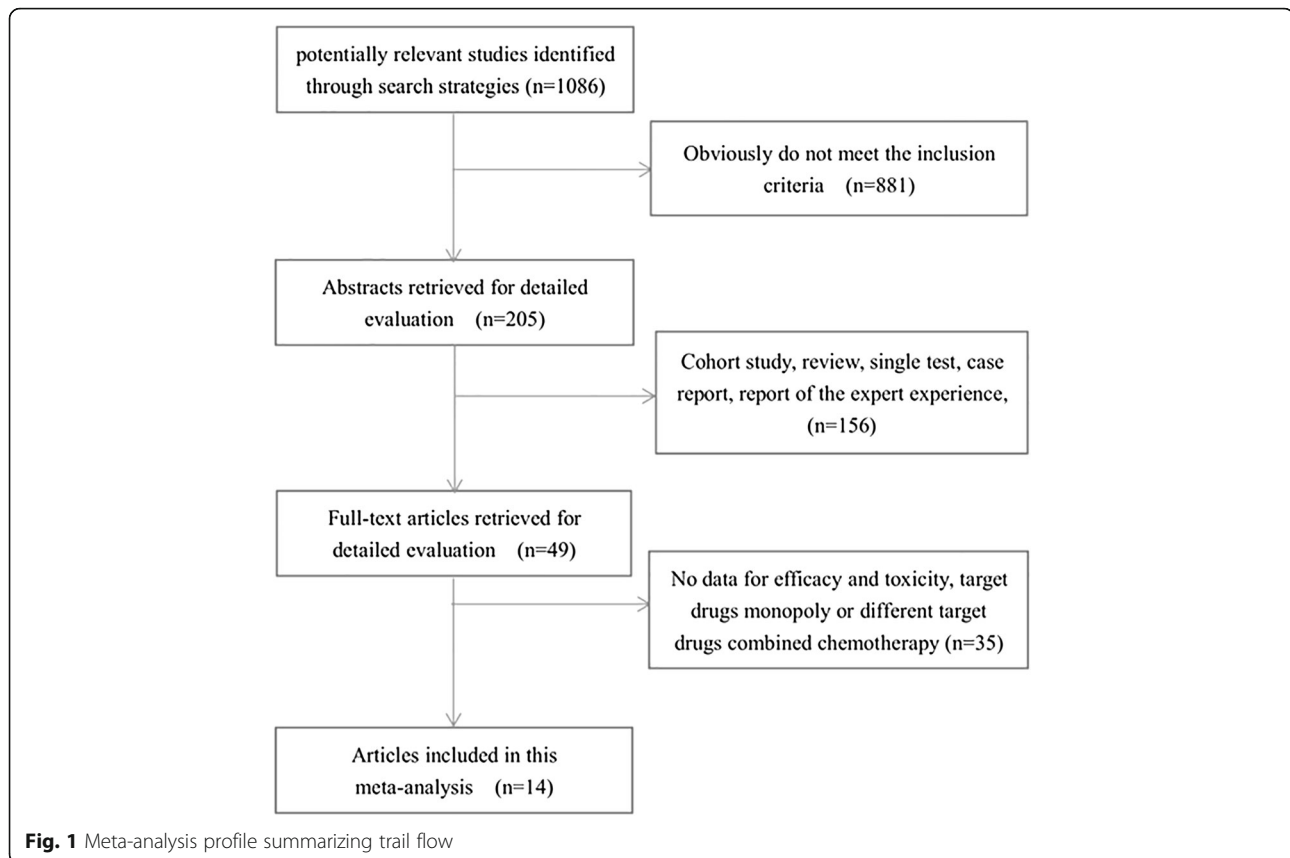 potentially relevant studies identified
through search strategies (n=1086)
Obviously do not meet the inclusion
criteria (n=881)
Abstracts retrieved for detailed
evaluation (n=205)
Cohort study, review, single test, case
report, report of the expert experience,
(n=156)
Full-text articles retrieved for
detailed evaluation (n=49)
No data for efficacy and toxicity, target
drugs monopoly or different target
drugs combined chemotherapy (n=35)
Articles included in this
meta-analysis (n=14)
Fig. 1 Meta-analysis profile summarizing trail flow